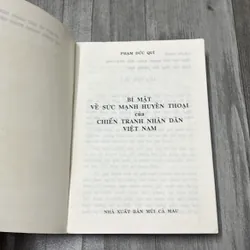 PHẠM ĐỨC QUÍ
BÍ MẬT
VỀ SỨC MẠNH HUYỀN THOẠI
của
CHIẾN TRANH NHÂN DÂN
VIỆT NAM
NHÀ XUẤT BẢN MŨI CÀ MAU